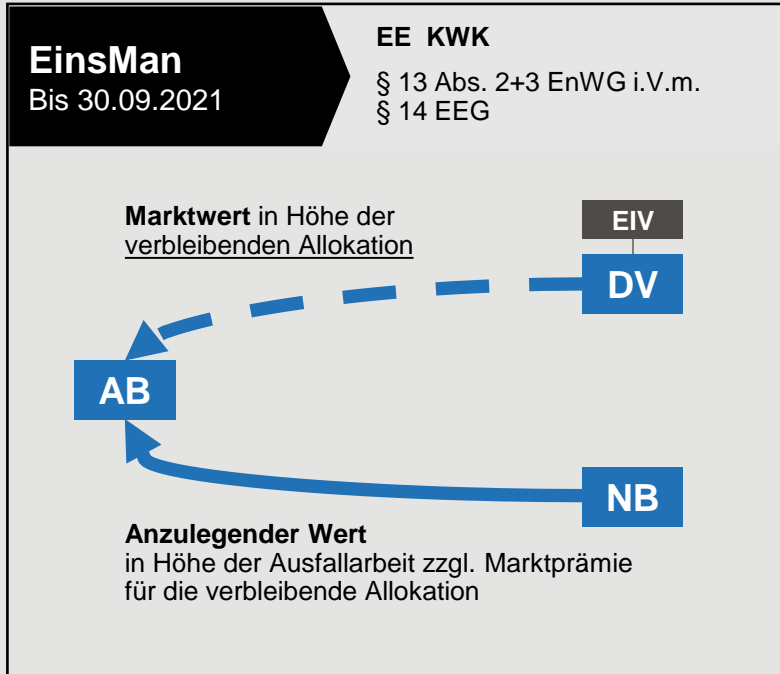 EinsMan
Bis 30.09.2021
EE KWK
§ 13 Abs. 2+3 EnWG i.V.m.
§ 14 EEG
Marktwert in Höhe der
verbleibenden Allokation
EIV
DV
AB
NB
Anzulegender Wert
in Höhe der Ausfallarbeit zzgl. Marktprämie
für die verbleibende Allokation